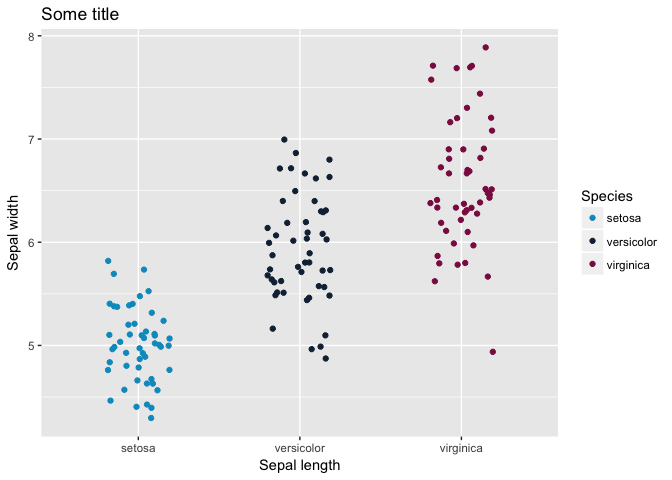 Some title
8
7
6
5
Sepal width
setosa versicolor virginica
Sepal length
Species
setosa
versicolor
virginica